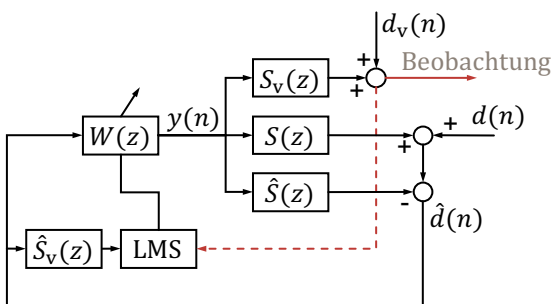 d_v(n)
+
+
Beobachtung
S_v(z)
W(z)
y(n)
S(z)
+
+
d(n)
Ŝ(z)
-
d̂(n)
Ŝ_v(z)
LMS